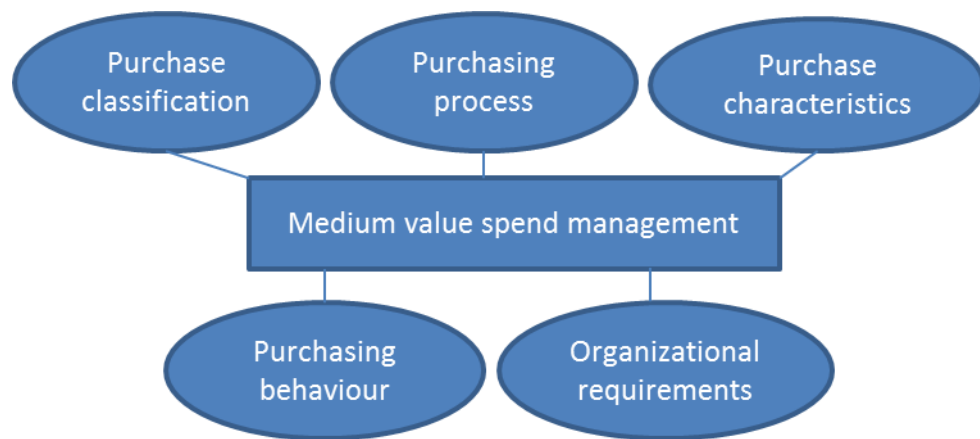 Purchase
classification
Purchasing
process
Purchase
characteristics
Medium value spend management
Purchasing
behaviour
Organizational
requirements